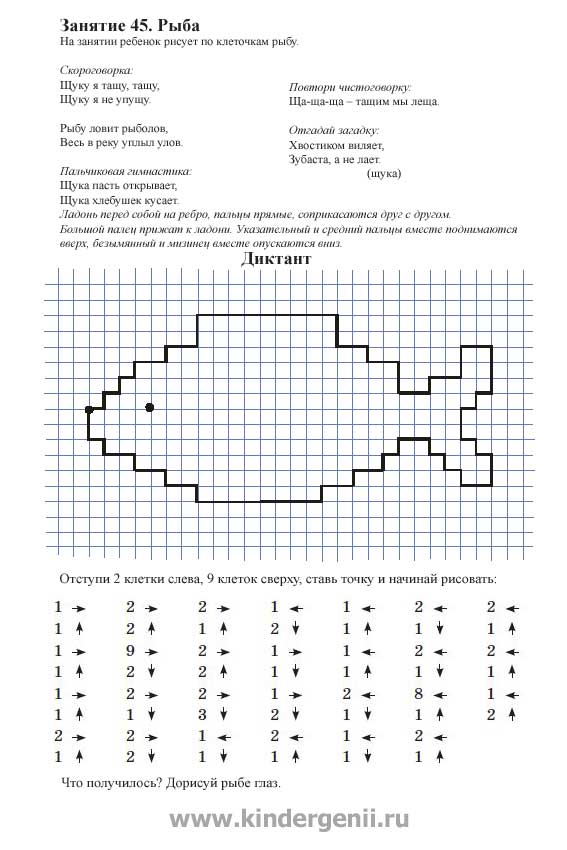 Занятие 45. Рыба
На занятии ребенок рисует по клеточкам рыбу.
Скороговорка:
Щуку я тащу, тащу,
Щуку я не упущу.
Рыбу ловит рыболов,
Весь в реку уплыл улов.
Пальчиковая гимнастика:
Щука пасть открывает,
Щука хлебушек кусает.
Повтори чистоговорку:
Ща-ща-ща – тащим мы леща.
Отгадай загадку:
Хвостиком виляет,
Зубаста, а не лает.
(щука)
Ладонь перед собой на ребро, пальцы прямые, соприкасаются друг с другом.
Большой палец прижат к ладони. Указательный и средний пальцы вместе поднимаются
вверх, безымянный и мизинец вместе опускаются вниз.
Диктант
Отступи 2 клетки слева, 9 клеток сверху, ставь точку и начинай рисовать:
1 → 2 → 2 → 1 ← 1 ← 2 ← 2 ←
1 ↑ 2 ↑ 1 ↑ 2 ↓ 1 ↑ 1 ↓ 1 ↑
1 → 9 → 2 → 1 → 1 ← 2 ← 2 ←
1 ↑ 2 ↓ 2 ↑ 1 ↓ 1 ↑ 1 ↓ 1 ↑
1 → 2 → 2 → 1 → 2 ← 8 ← 1 ←
1 ↑ 1 ↓ 3 ↓ 2 ↓ 1 ↓ 1 ↑ 2 ↑
2 → 2 → 1 ← 2 ← 1 ← 2 ←
1 ↑ 2 ↓ 1 ↓ 1 ↑ 1 ↓ 1 ↑
Что получилось? Дорисуй рыбе глаз.
www.kindergenii.ru